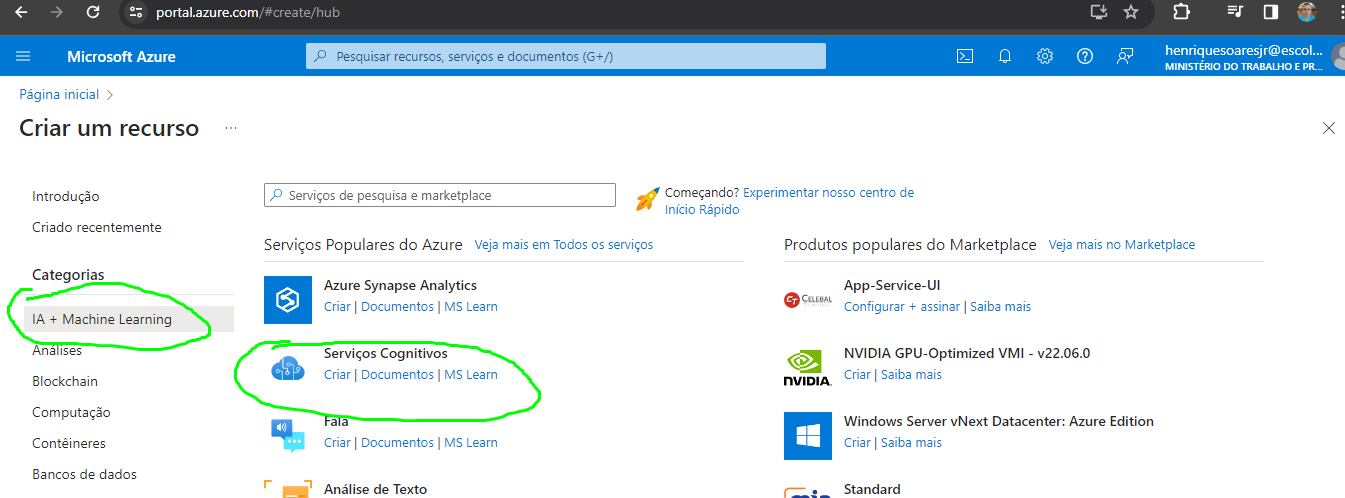 portal.azure.com/#create/hub
Microsoft Azure
Pesquisar recursos, serviços e documentos (G+/)
henriquesoaresjr@escol...
MINISTÉRIO DO TRABALHO E PR...
Página inicial >
Criar um recurso ...
Serviços de pesquisa e marketplace
Começando? Experimentar nosso centro de
Início Rápido
Introdução
Criado recentemente
Categorias
IA + Machine Learning
Análises
Blockchain
Computação
Contêineres
Bancos de dados
Serviços Populares do Azure Veja mais em Todos os serviços
Azure Synapse Analytics
Criar | Documentos | MS Learn
Serviços Cognitivos
Criar | Documentos | MS Learn
Fala
Criar | Documentos | MS Learn
Análise de Texto
Produtos populares do Marketplace Veja mais no Marketplace
CT CELEBAL
App-Service-UI
Configurar + assinar | Saiba mais
NVIDIA
NVIDIA GPU-Optimized VMI - v22.06.0
Criar | Saiba mais
Windows Server vNext Datacenter: Azure Edition
Criar | Saiba mais
Standard